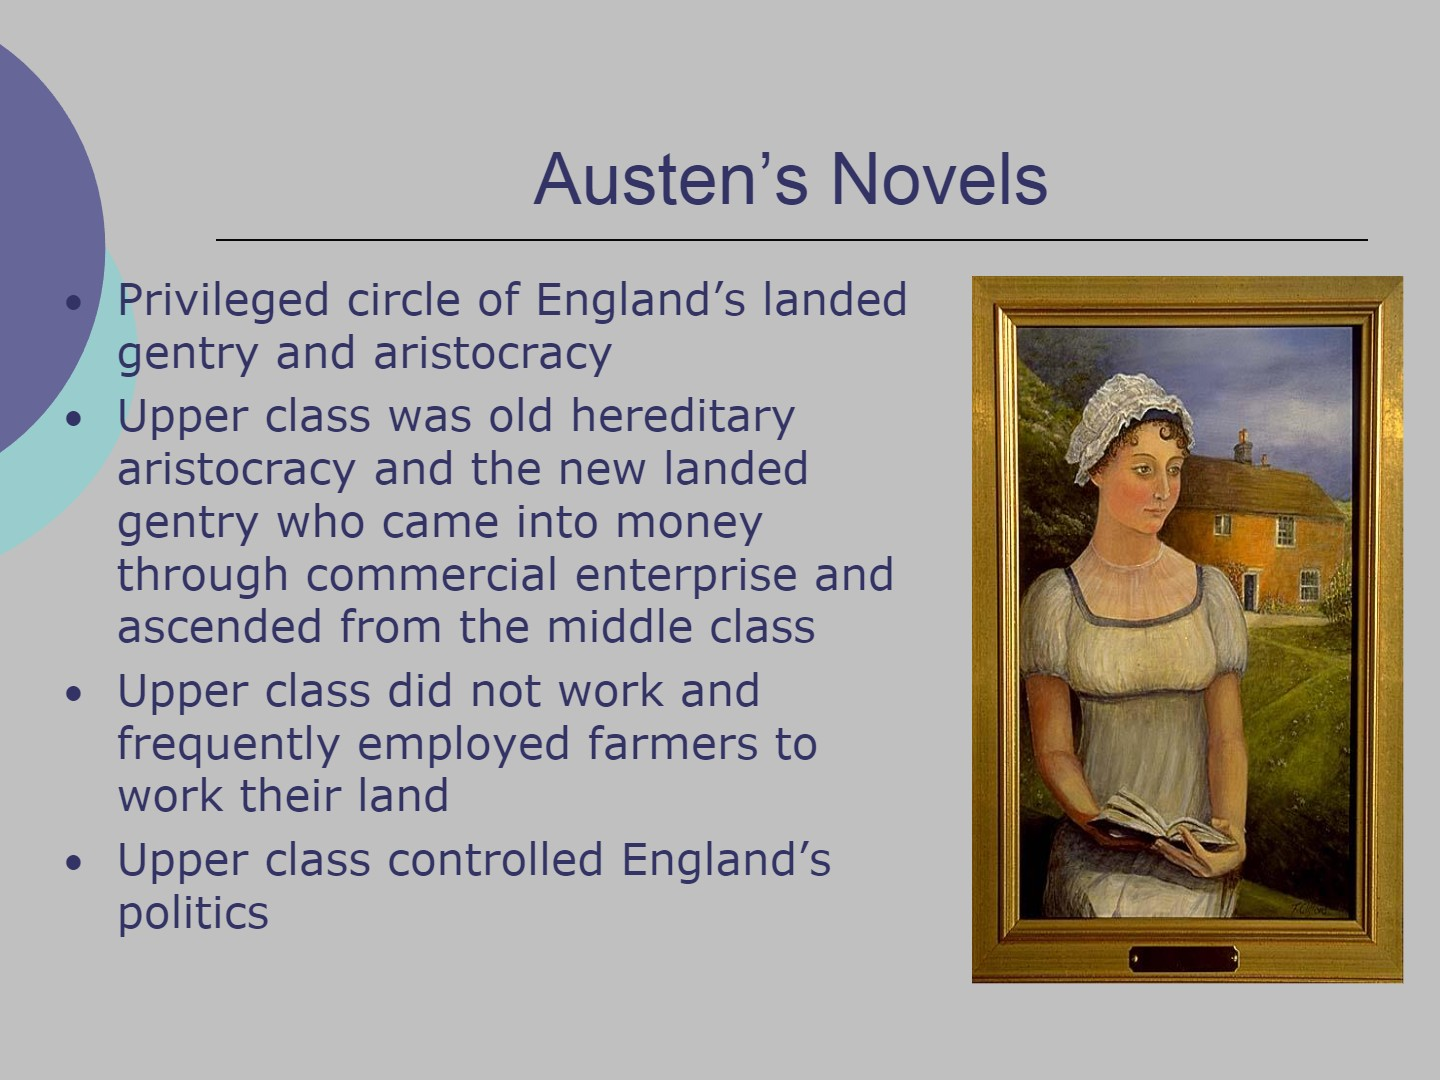 Austen’s Novels
• Privileged circle of England’s landed
gentry and aristocracy
• Upper class was old hereditary
aristocracy and the new landed
gentry who came into money
through commercial enterprise and
ascended from the middle class
• Upper class did not work and
frequently employed farmers to
work their land
• Upper class controlled England’s
politics